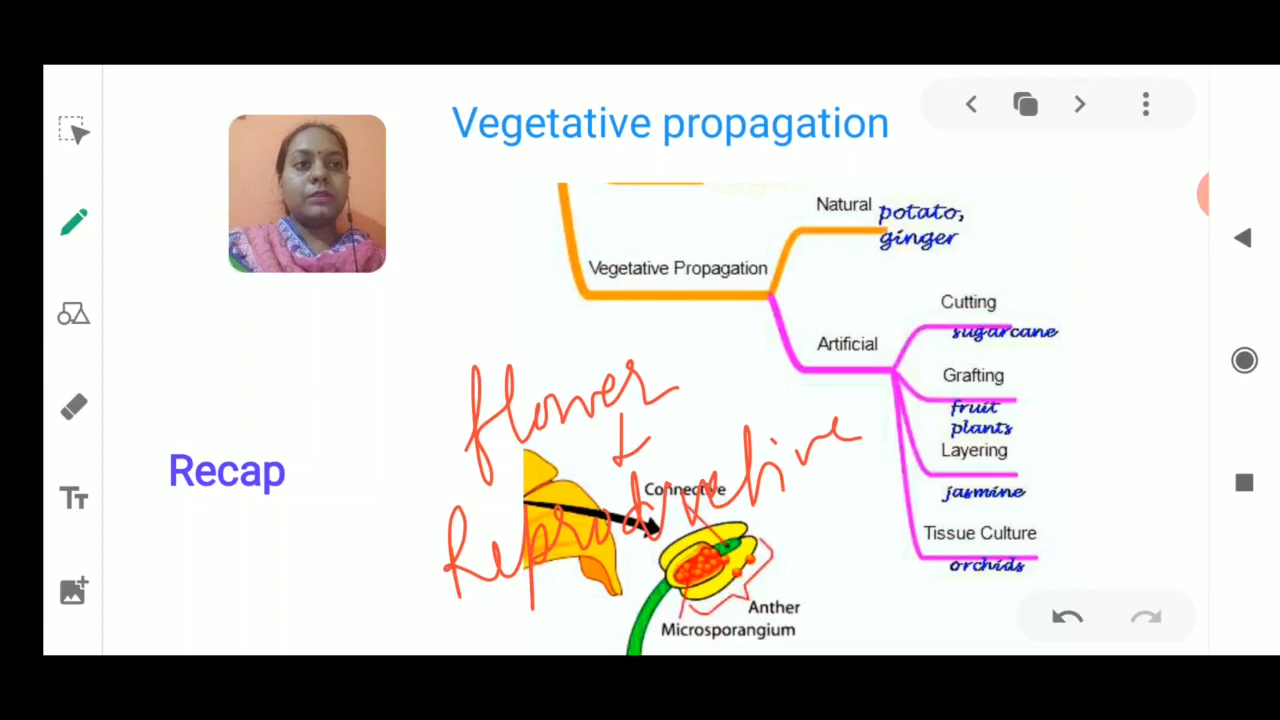 Vegetative propagation
Natural potato,
ginger
Vegetative Propagation
Cutting
sugarcane
Artificial
Grafting
fruit
plants
Layering
jasmine
Tissue Culture
orchids
flower
Reproductive
Recap
Connective
Anther
Microsporangium
TT